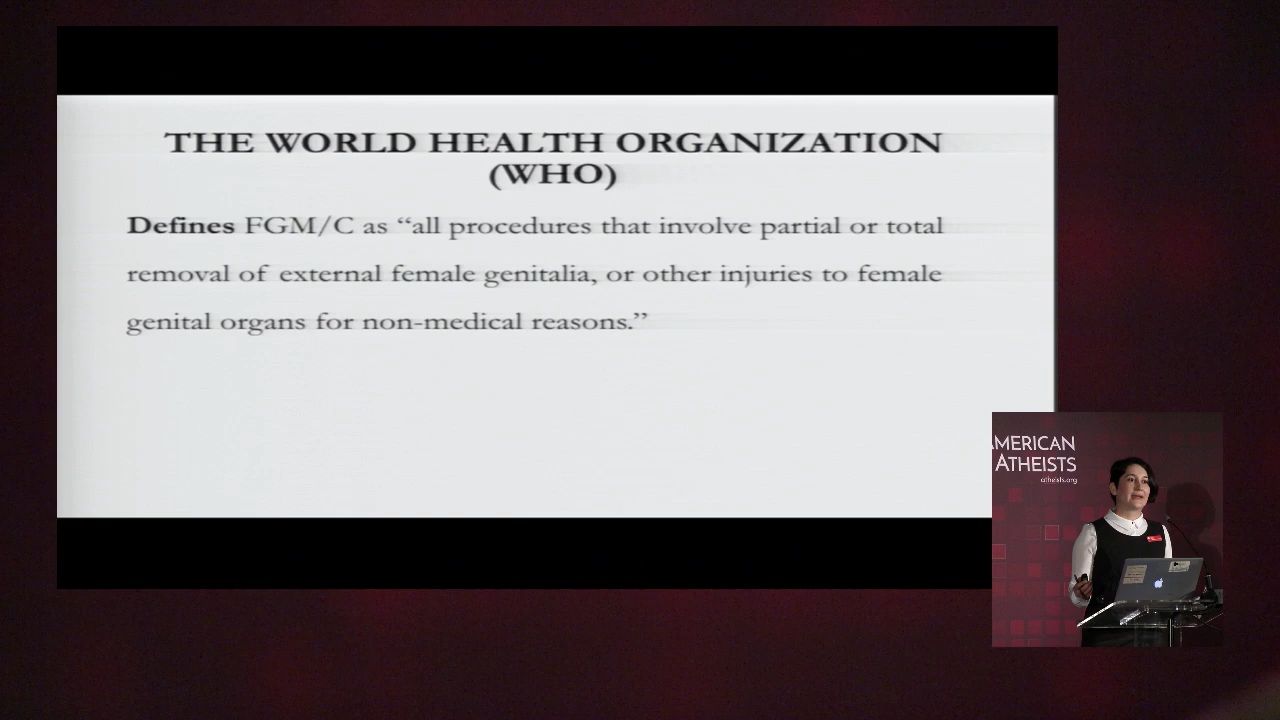 THE WORLD HEALTH ORGANIZATION
(WHO)
Defines FGM/C as “all procedures that involve partial or total
removal of external female genitalia, or other injuries to female
genital organs for non-medical reasons.”
AMERICAN
ATHEISTS
atheists.org